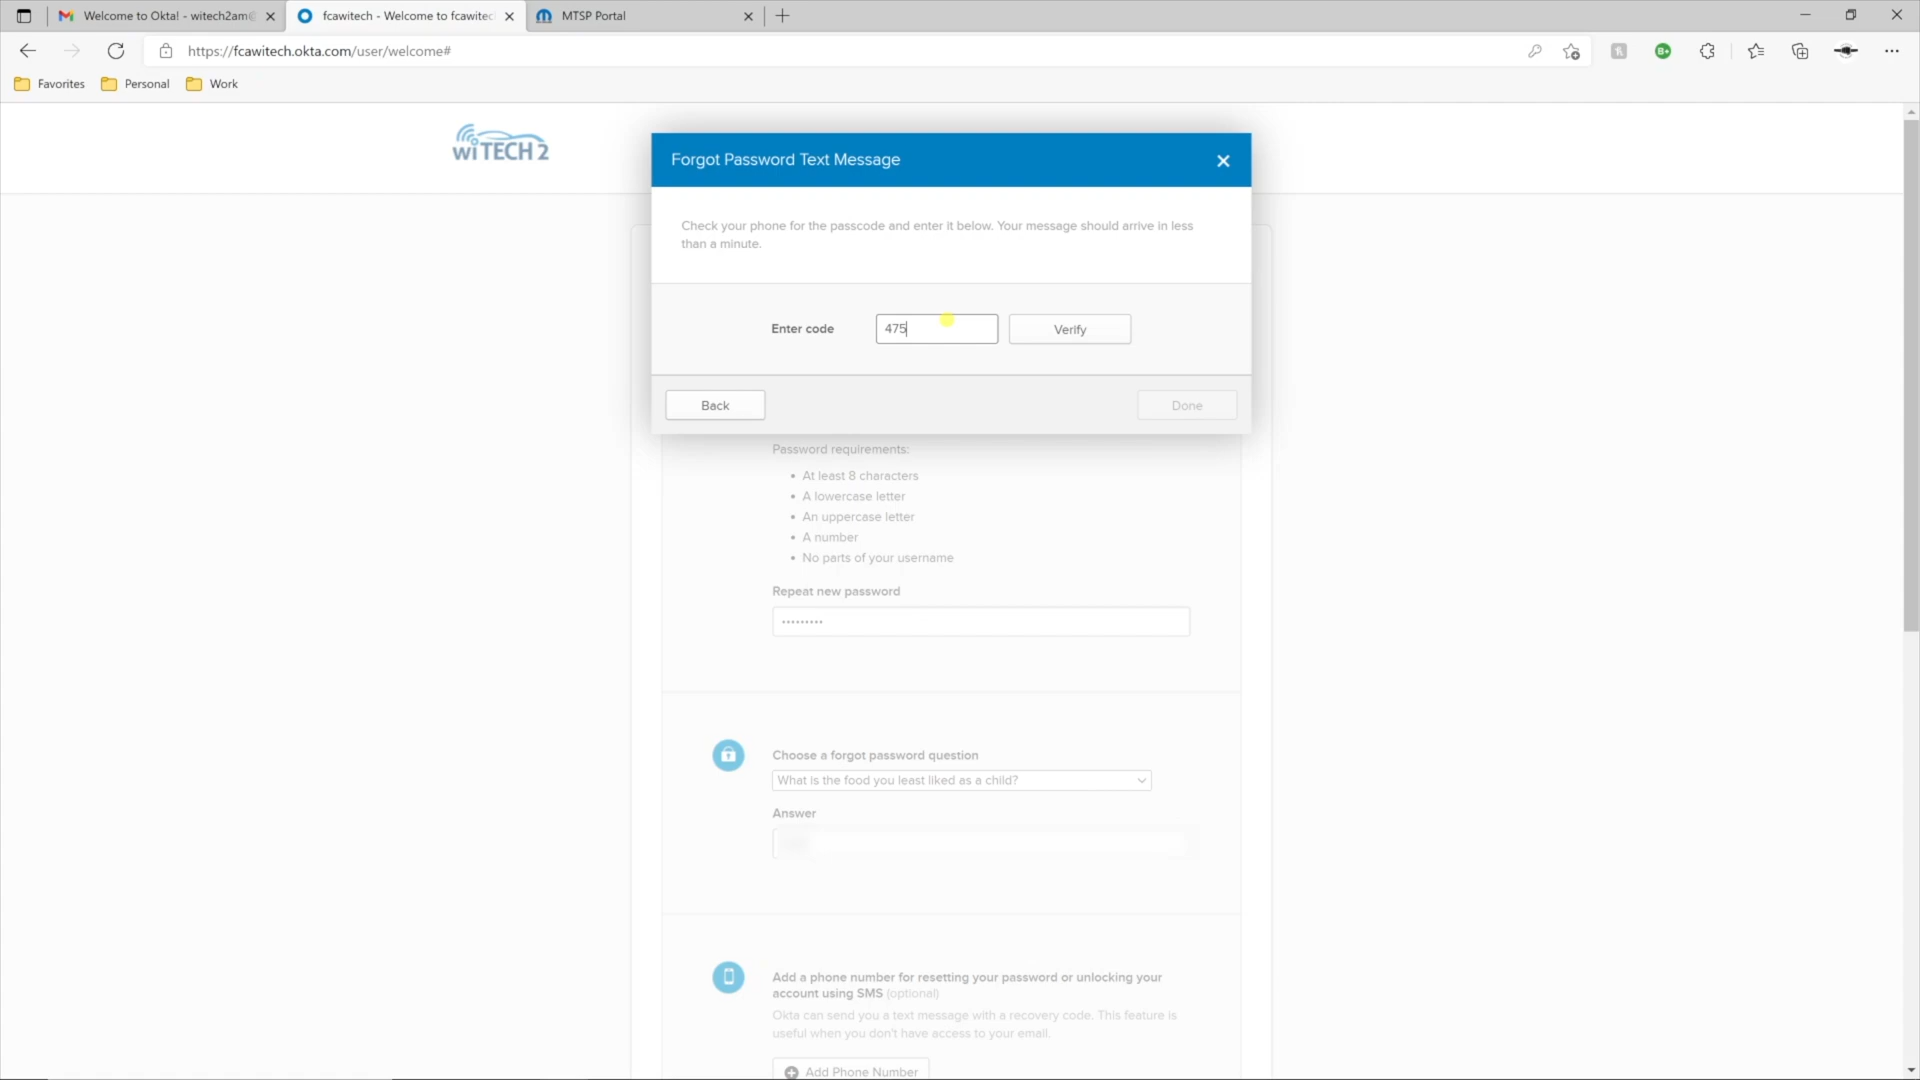 Welcome to Okta! - witech2am@
fcawitech - Welcome to fcawitec
MTSP Portal
https://fcawitech.okta.com/user/welcome#
Favorites
Personal
Work
wiTECH 2
Forgot Password Text Message
Check your phone for the passcode and enter it below. Your message should arrive in less
than a minute.
Enter code
475
Verify
Back
Done
Password requirements:
• At least 8 characters
• A lowercase letter
• An uppercase letter
• A number
• No parts of your username
Repeat new password
•••••••••
Choose a forgot password question
What is the food you least liked as a child?
Answer
Add a phone number for resetting your password or unlocking your
account using SMS (optional)
Okta can send you a text message with a recovery code. This feature is
useful when you don't have access to your email.
Add Phone Number